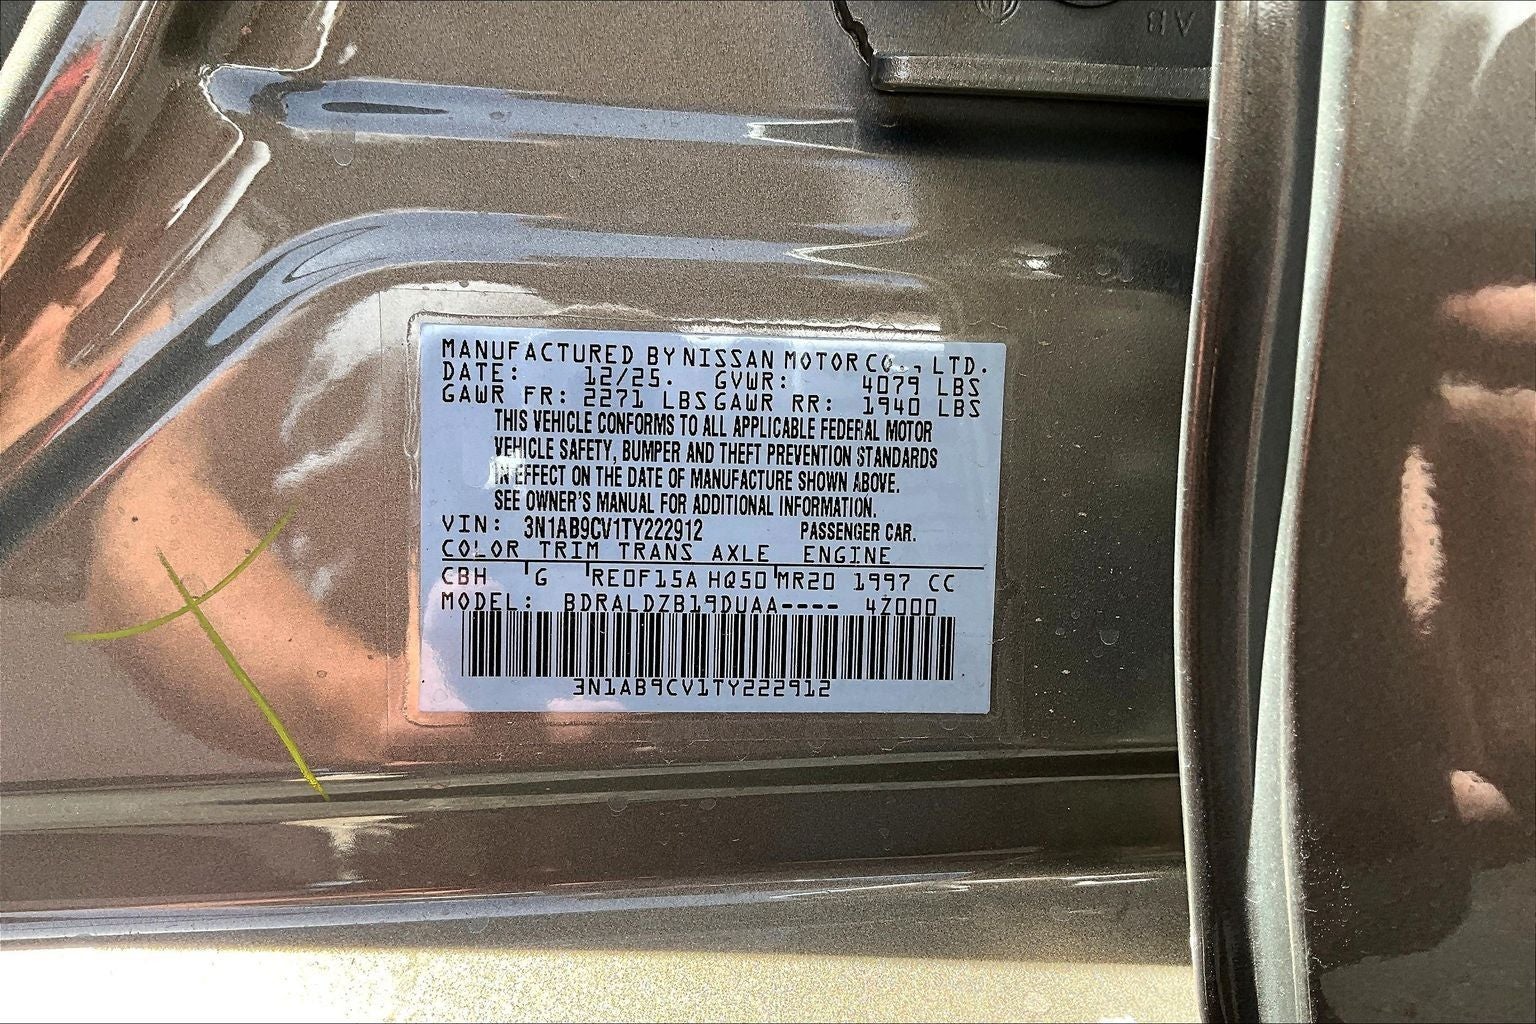 AB
MANUFACTURED BY NISSAN MOTOR CO., LTD.
DATE: 12/25. GVWR: 4079 LBS
GAWR FR: 2271 LBS GAWR RR: 1940 LBS
THIS VEHICLE CONFORMS TO ALL APPLICABLE FEDERAL MOTOR
VEHICLE SAFETY, BUMPER AND THEFT PREVENTION STANDARDS
IN EFFECT ON THE DATE OF MANUFACTURE SHOWN ABOVE.
SEE OWNER'S MANUAL FOR ADDITIONAL INFORMATION.
VIN: 3N1AB9CV1TY222912 PASSENGER CAR.
COLOR TRIM TRANS AXLE ENGINE
CBH G RE0F15A HQ50 MR20 1997 CC
MODEL: BDRALDZB19DUAA---- 4Z000
3N1AB9CV1TY222912